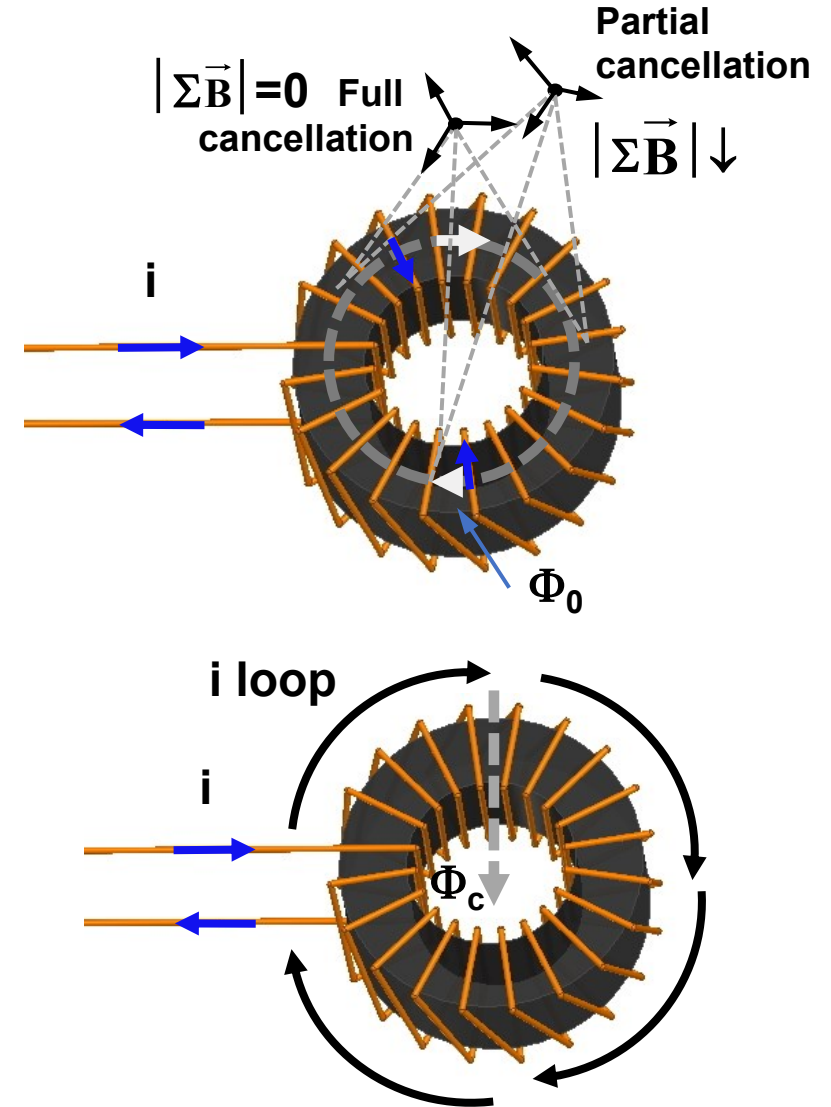 Partial
cancellation
|ΣB⃗|=0 Full
cancellation
|ΣB⃗|↓
i
Φ₀
i loop
i
Φc